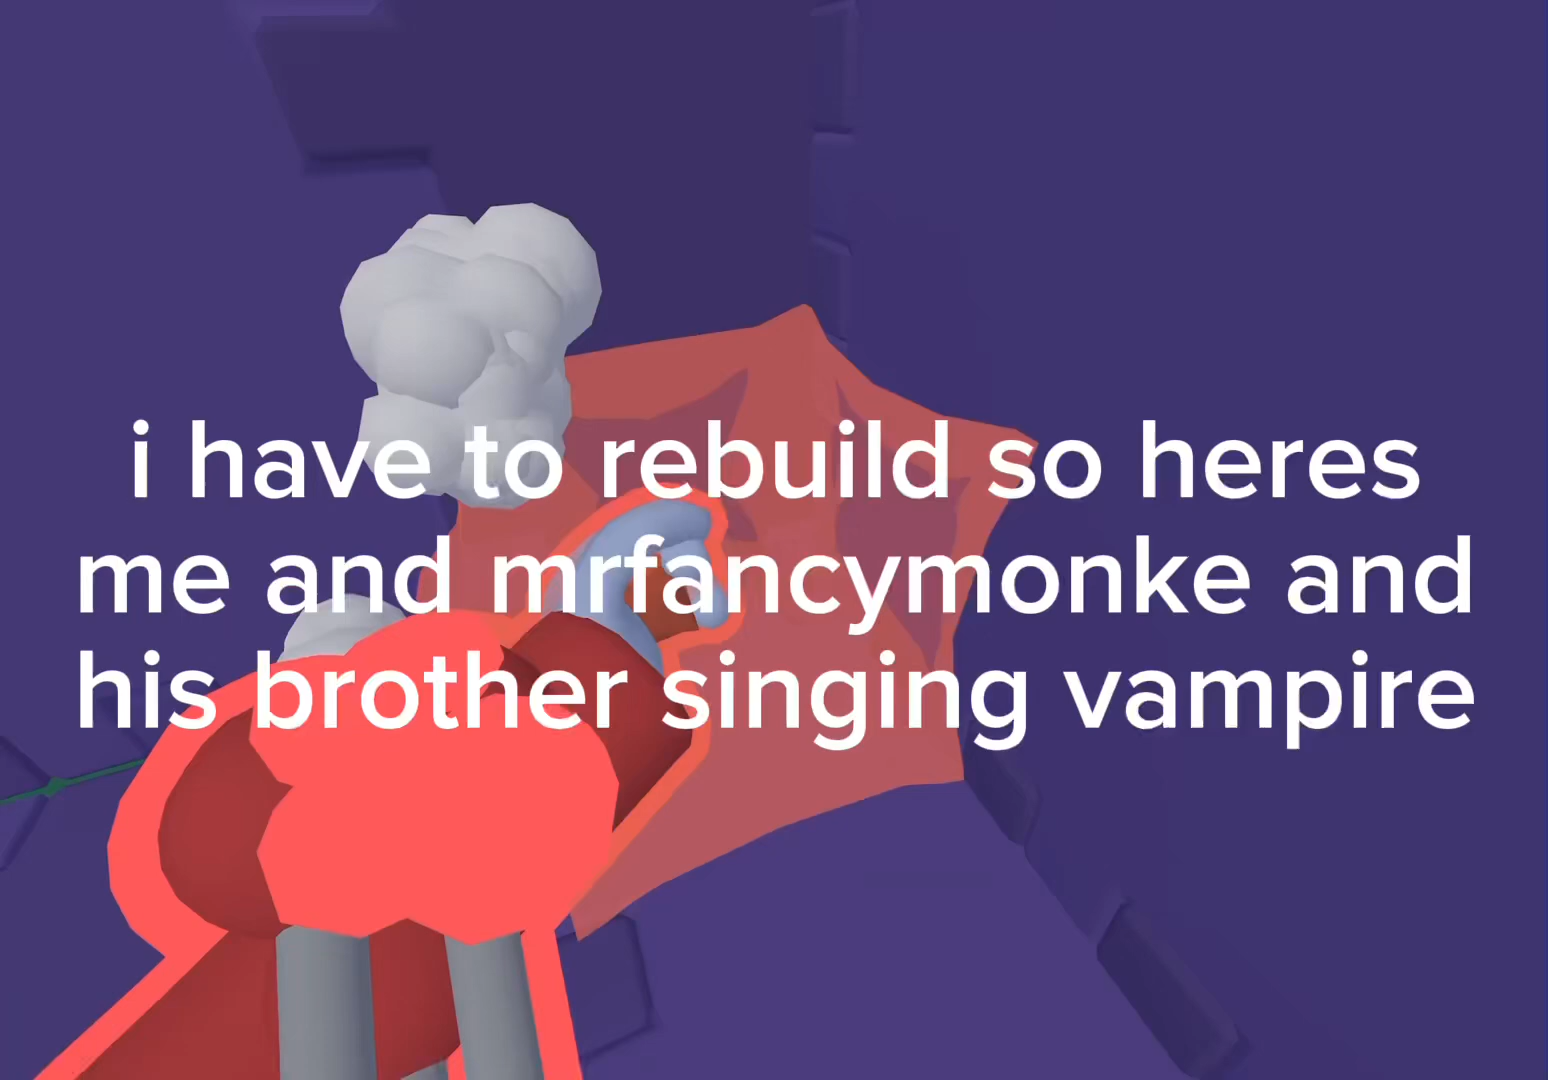 i have to rebuild so heres
me and mrfancymonke and
his brother singing vampire